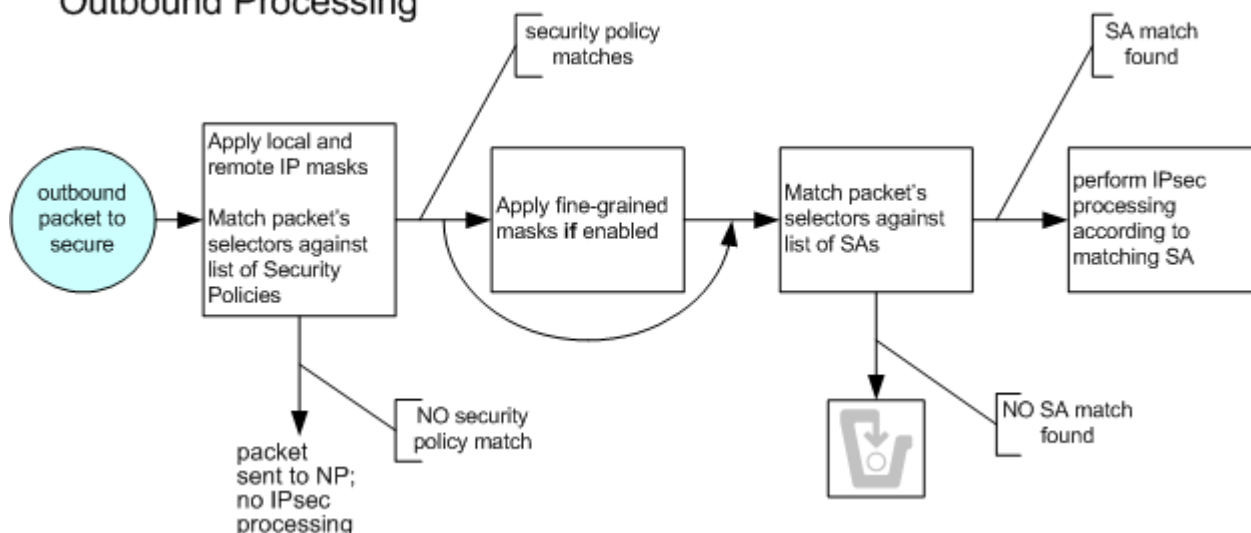 Outbound Processing
security policy
matches
SA match
found
outbound
packet to
secure
Apply local and
remote IP masks
Match packet's
selectors against
list of Security
Policies
Apply fine-grained
masks if enabled
Match packet's
selectors against
list of SAs
perform IPsec
processing
according to
matching SA
NO security
policy match
NO SA match
found
packet
sent to NP;
no IPsec
processing